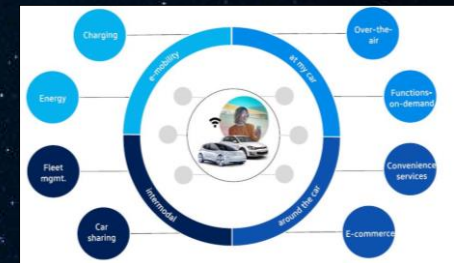 Charging
Over-the-
air
e-mobility
at my car
Energy
Functions-
on-demand
Fleet
mgmt.
Convenience
services
intermodal
around the car
Car
sharing
E-commerce